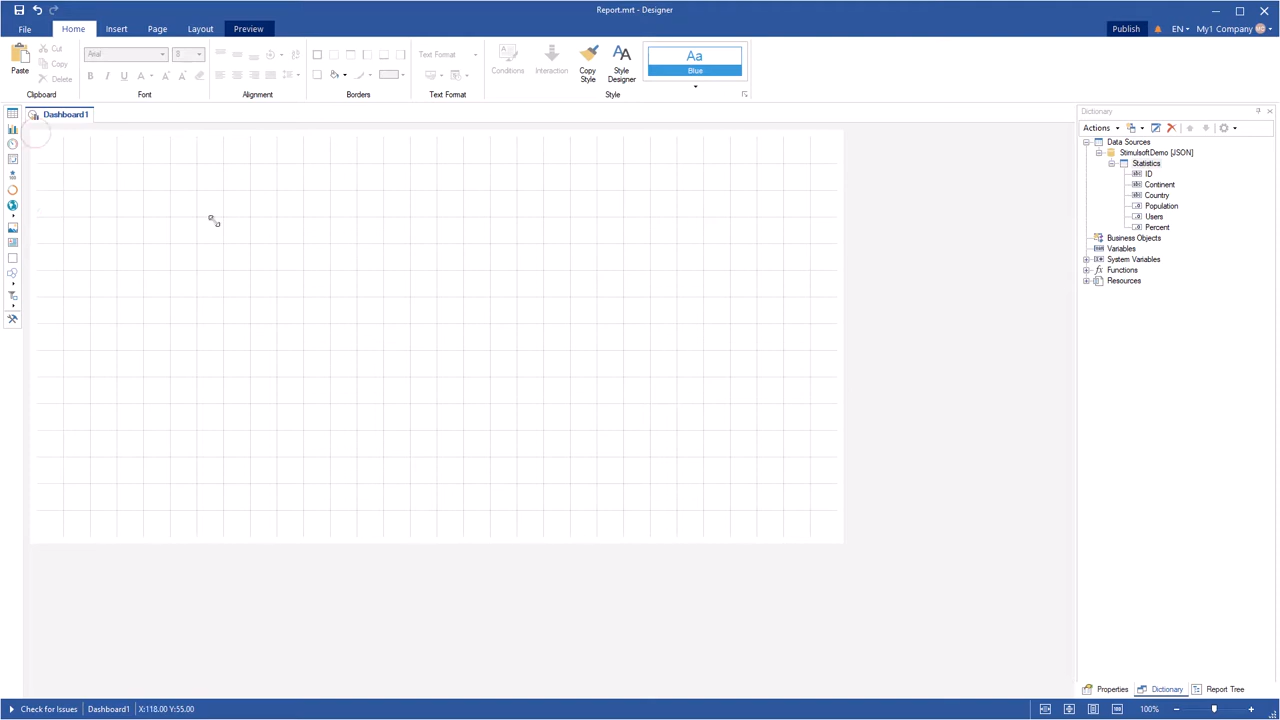 Report.mrt - Designer
File
Home
Insert
Page
Layout
Preview
Publish
EN
My1 Company
Paste
Cut
Copy
Delete
Clipboard
Arial
8
B I U A A A
Font
Alignment
Borders
Text Format
Text Format
Conditions
Interaction
Copy Style
Style Designer
Aa
Blue
Style
Dashboard1
Dictionary
Actions
Data Sources
StimulsoftDemo [JSON]
Statistics
ID
Continent
Country
Population
Users
Percent
Business Objects
Variables
System Variables
Functions
Resources
Properties
Dictionary
Report Tree
Check for Issues
Dashboard1
X:118.00 Y:55.00
100%